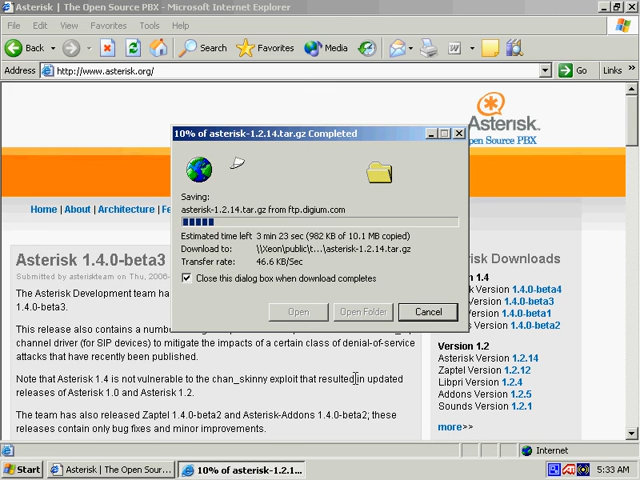 Asterisk | The Open Source PBX - Microsoft Internet Explorer
File Edit View Favorites Tools Help
Back Search Favorites Media
Address http://www.asterisk.org/ Go Links »
Asterisk
Open Source PBX
Home | About | Architecture |
10% of asterisk-1.2.14.tar.gz Completed
Saving:
asterisk-1.2.14.tar.gz from ftp.digium.com
Estimated time left 3 min 23 sec (982 KB of 10.1 MB copied)
Download to: \\Xeon\public\t...\asterisk-1.2.14.tar.gz
Transfer rate: 46.6 KB/Sec
Close this dialog box when download completes
Open Open Folder Cancel
Asterisk 1.4.0-beta3
Submitted by asteriskteam on Thu, 2006-
The Asterisk Development team ha
1.4.0-beta3.
This release also contains a number
channel driver (for SIP devices) to mitigate the impacts of a certain class of denial-of-service
attacks that have recently been published.
Note that Asterisk 1.4 is not vulnerable to the chan_skinny exploit that resulted in updated
releases of Asterisk 1.0 and Asterisk 1.2.
The team has also released Zaptel 1.4.0-beta2 and Asterisk-Addons 1.4.0-beta2; these
releases contain only bug fixes and minor improvements.
Downloads
1.4
Version 1.4.0-beta4
Version 1.4.0-beta3
Version 1.4.0-beta1
Version 1.4.0-beta2
Version 1.2
Asterisk Version 1.2.14
Zaptel Version 1.2.12
Libpri Version 1.2.4
Addons Version 1.2.5
Sounds Version 1.2.1
more>>
Internet
Start Asterisk | The Open Sour... 10% of asterisk-1.2.1... 5:33 AM